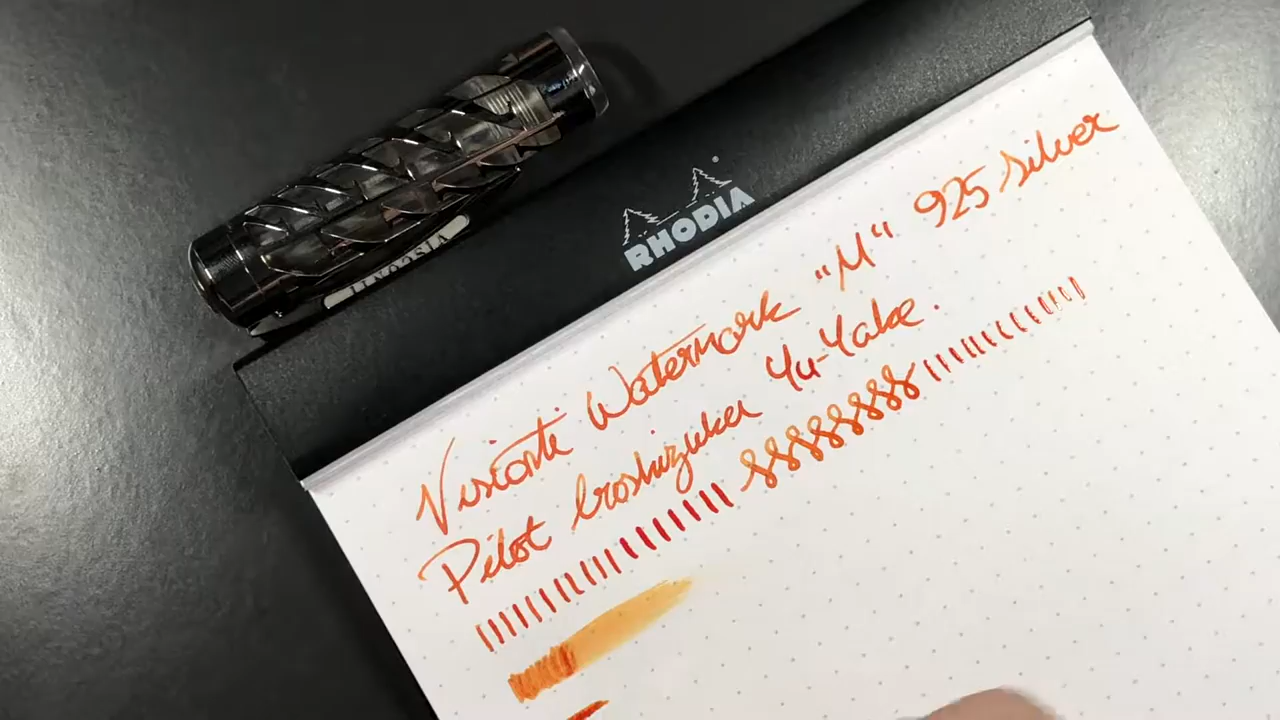 VISCONTI
RHODIA
Visconti Watermark "M" 925 silver
Pilot Iroshizuku Yu-Yake.